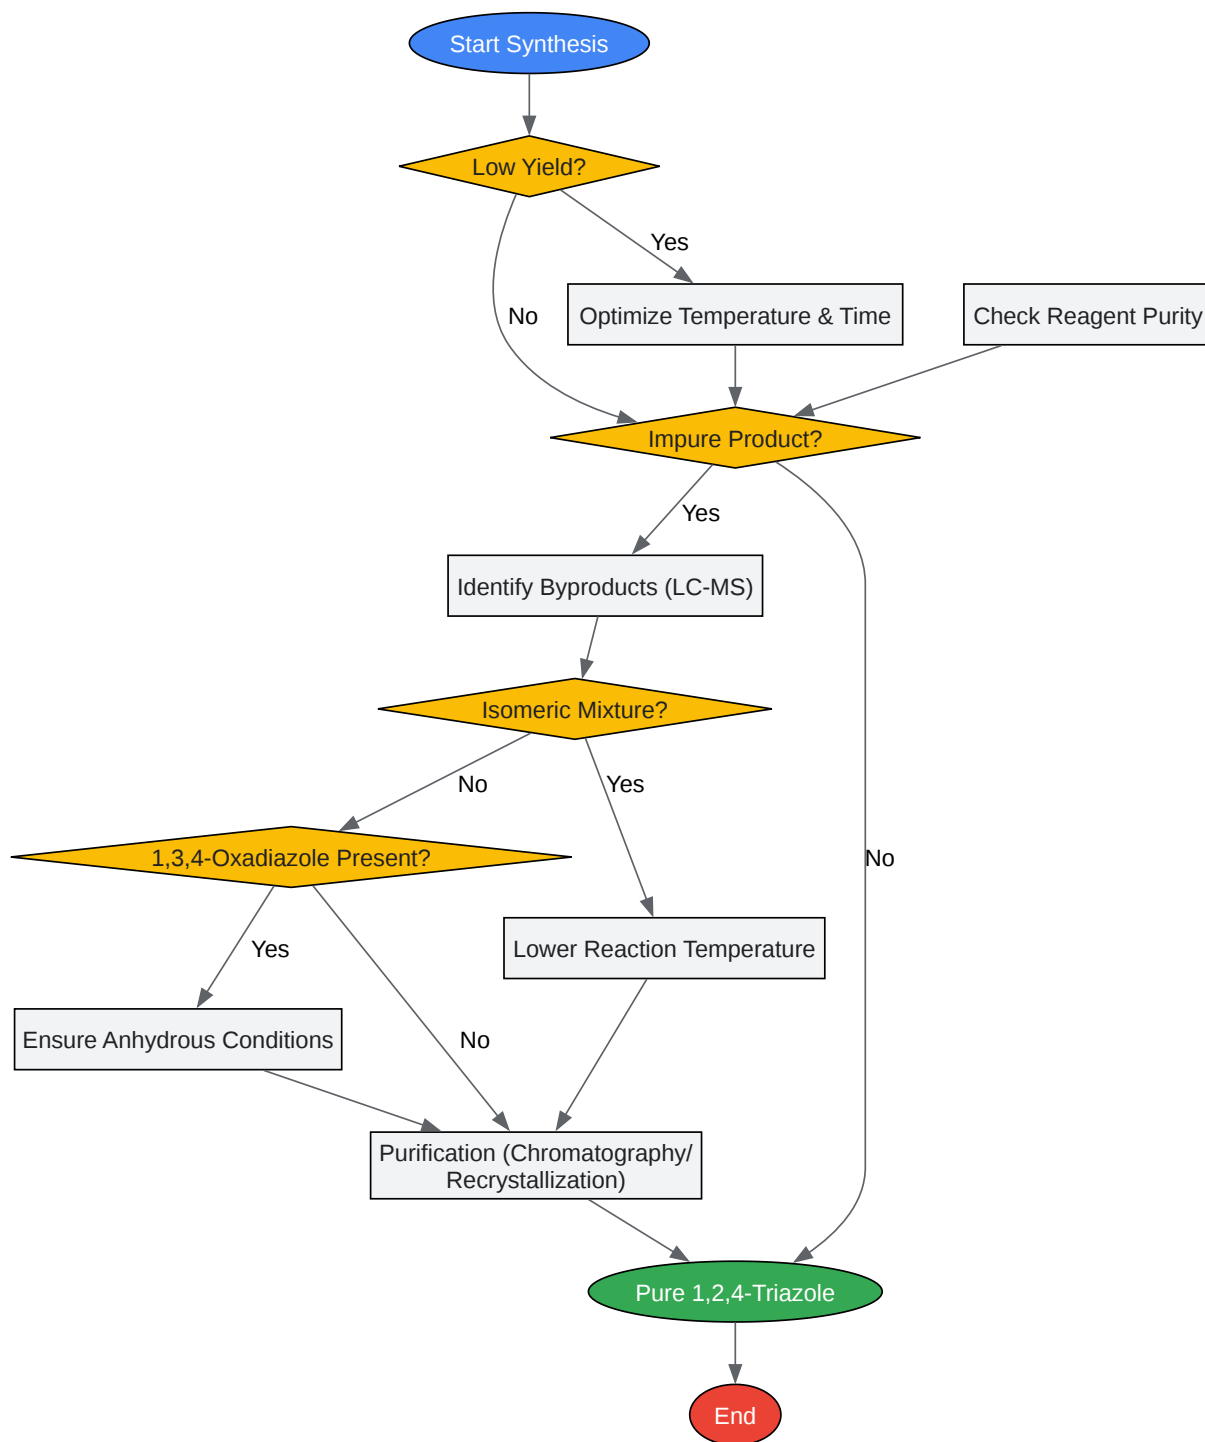 Start Synthesis
Low Yield?
Yes
No
Optimize Temperature & Time
Check Reagent Purity
Impure Product?
Yes
Identify Byproducts (LC-MS)
Isomeric Mixture?
No
Yes
1,3,4-Oxadiazole Present?
No
Yes
Lower Reaction Temperature
Ensure Anhydrous Conditions
No
Purification (Chromatography/
Recrystallization)
Pure 1,2,4-Triazole
End